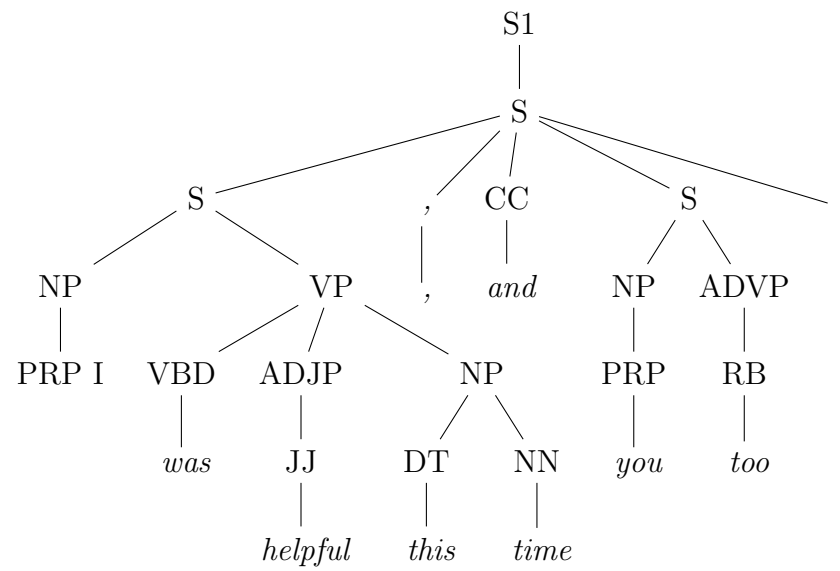 S1
S
S , CC S
NP VP , and NP ADVP
PRP I VBD ADJP NP PRP RB
was JJ DT NN you too
helpful this time